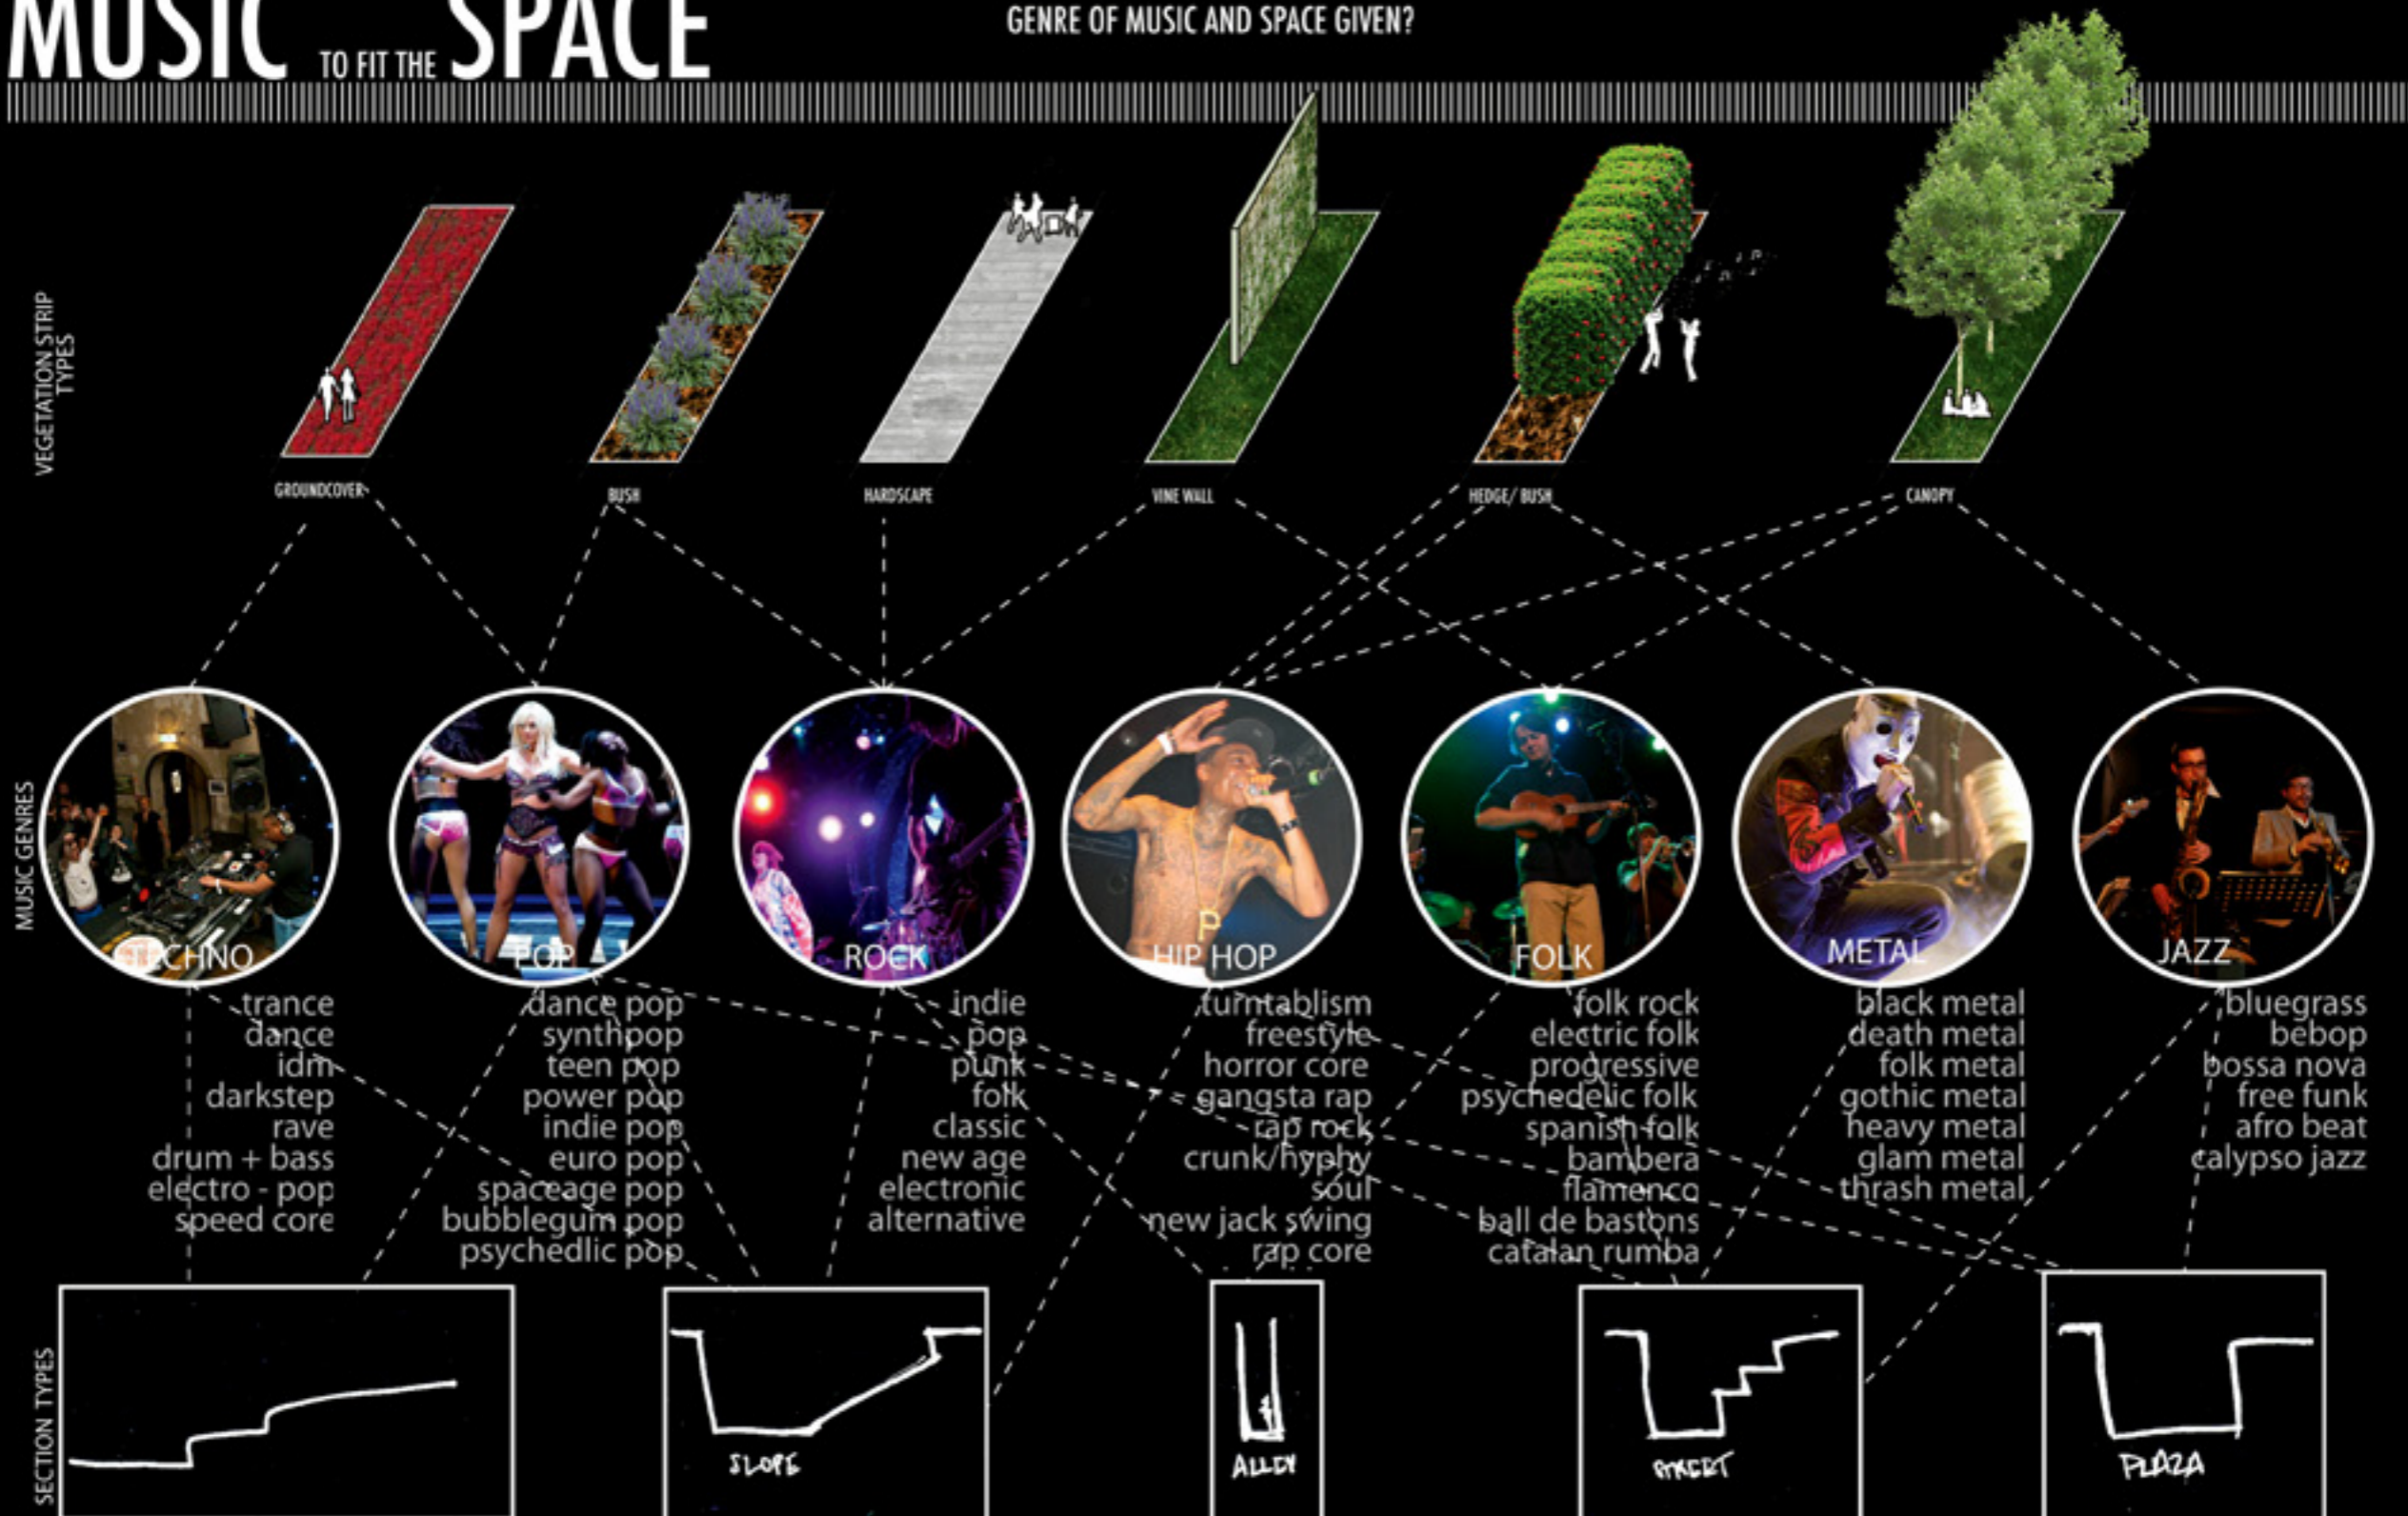 MUSIC TO FIT THE SPACE
GENRE OF MUSIC AND SPACE GIVEN?
VEGETATION STRIP
TYPES
GROUNDCOVER
BUSH
HARDSCAPE
VINE WALL
HEDGE/ BUSH
CANOPY
MUSIC GENRES
TECHNO
POP
ROCK
HIP HOP
FOLK
METAL
JAZZ
trance
dance
idm
darkstep
rave
drum + bass
electro - pop
speed core
dance pop
synthpop
teen pop
power pop
indie pop
euro pop
spaceage pop
bubblegum pop
psychedlic pop
indie
pop
punk
folk
classic
new age
electronic
alternative
turntablism
freestyle
horror core
gangsta rap
rap rock
crunk/hyphy
soul
new jack swing
rap core
folk rock
electric folk
progressive
psychedelic folk
spanish folk
bambera
flamenco
ball de bastons
catalan rumba
black metal
death metal
folk metal
gothic metal
heavy metal
glam metal
thrash metal
bluegrass
bebop
bossa nova
free funk
afro beat
calypso jazz
SECTION TYPES
SLOPE
ALLEY
STREET
PLAZA